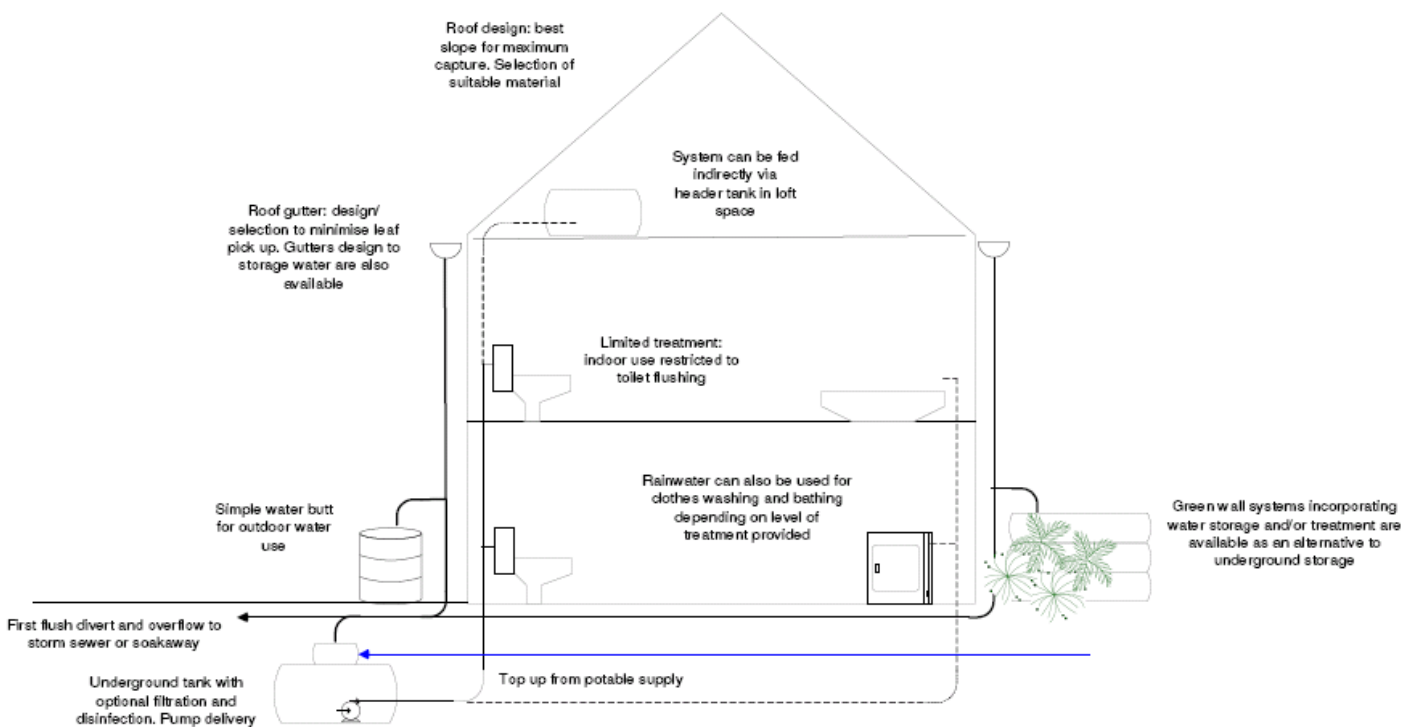 Roof design: best
slope for maximum
capture. Selection of
suitable material
System can be fed
indirectly via
header tank in loft
space
Roof gutter: design/
selection to minimise leaf
pick up. Gutters design to
storage water are also
available
Limited treatment:
indoor use restricted to
toilet flushing
Rainwater can also be used for
clothes washing and bathing
depending on level of
treatment provided
Simple water butt
for outdoor water
use
Green wall systems incorporating
water storage and/or treatment are
available as an alternative to
underground storage
First flush divert and overflow to
storm sewer or soakaway
Top up from potable supply
Underground tank with
optional filtration and
disinfection. Pump delivery